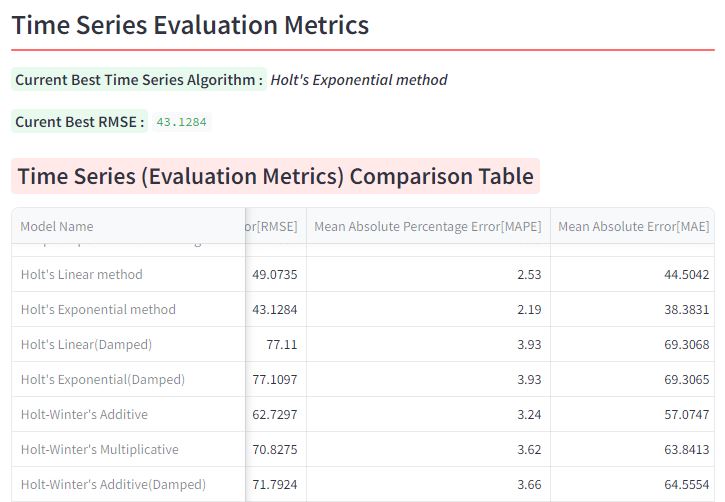 Time Series Evaluation Metrics
Current Best Time Series Algorithm : Holt's Exponential method
Curent Best RMSE : 43.1284
Time Series (Evaluation Metrics) Comparison Table
Model Name or[RMSE] Mean Absolute Percentage Error[MAPE] Mean Absolute Error[MAE]
Holt's Linear method 49.0735 2.53 44.5042
Holt's Exponential method 43.1284 2.19 38.3831
Holt's Linear(Damped) 77.11 3.93 69.3068
Holt's Exponential(Damped) 77.1097 3.93 69.3065
Holt-Winter's Additive 62.7297 3.24 57.0747
Holt-Winter's Multiplicative 70.8275 3.62 63.8413
Holt-Winter's Additive(Damped) 71.7924 3.66 64.5554